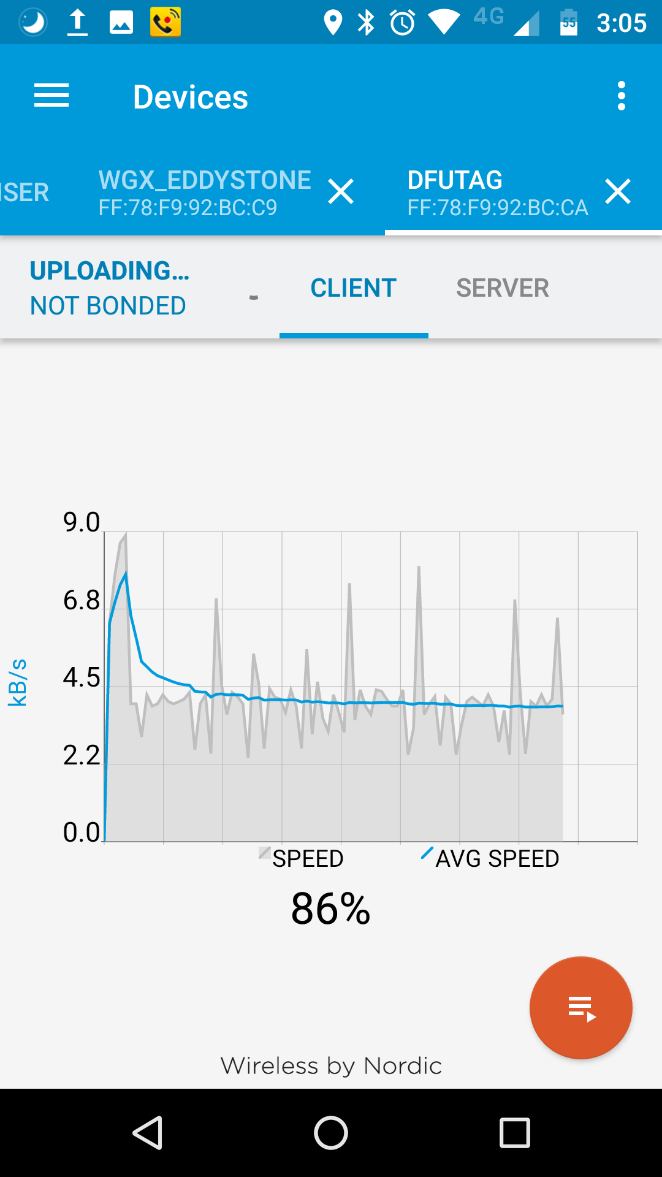 4G
55
3:05
Devices
WGX_EDDYSTONE
FF:78:F9:92:BC:C9
DFUTAG
FF:78:F9:92:BC:CA
UPLOADING...
NOT BONDED
CLIENT
SERVER
9.0
6.8
4.5
2.2
0.0
kB/s
SPEED
AVG SPEED
86%
Wireless by Nordic